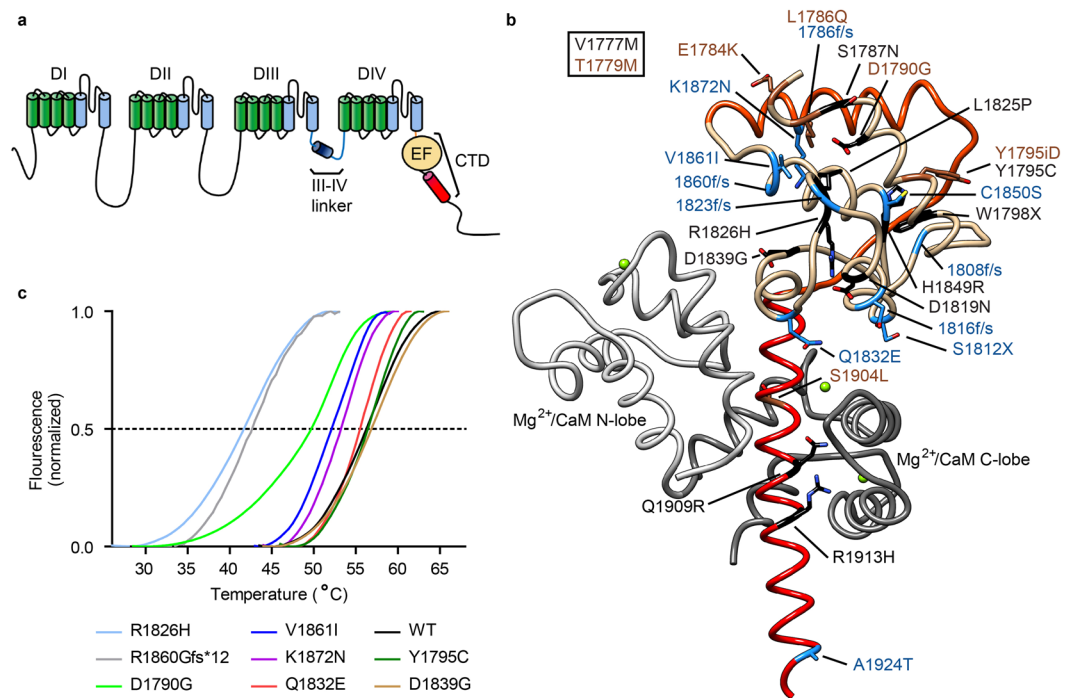 a
DI
DII
DIII
DIV
EF
CTD
III-IV
linker
b
V1777M
T1779M
L1786Q
1786f/s
E1784K
S1787N
D1790G
K1872N
L1825P
V1861I
1860f/s
1823f/s
R1826H
D1839G
Y1795iD
Y1795C
C1850S
W1798X
1808f/s
H1849R
D1819N
1816f/s
S1812X
Q1832E
S1904L
Mg2+/CaM N-lobe
Mg2+/CaM C-lobe
Q1909R
R1913H
A1924T
c
Flourescence
(normalized)
1.0
0.5
0.0
30 35 40 45 50 55 60 65
Temperature (°C)
R1826H V1861I WT
R1860Gfs*12 K1872N Y1795C
D1790G Q1832E D1839G